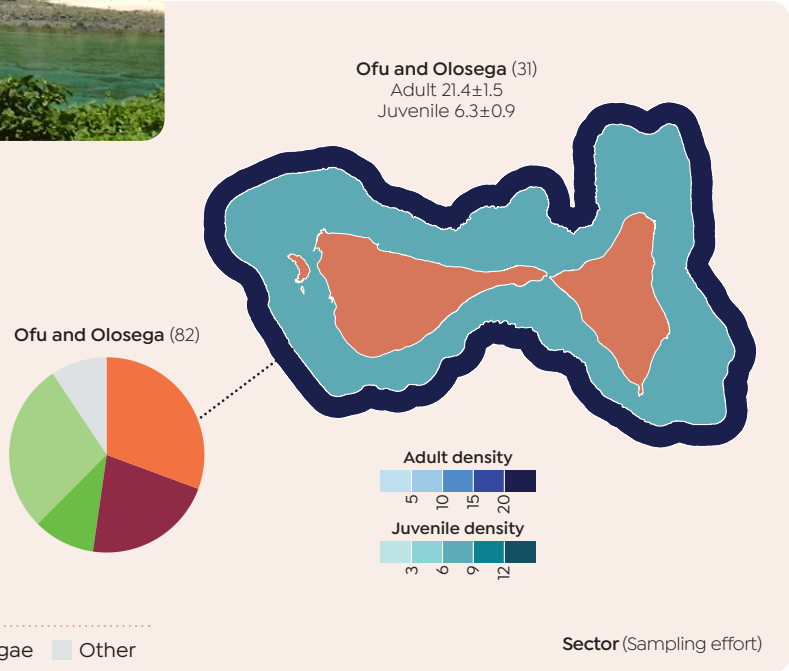 Ofu and Olosega (31)
Adult 21.4±1.5
Juvenile 6.3±0.9
Ofu and Olosega (82)
Adult density
5 10 15 20
Juvenile density
3 6 9 12
gae Other
Sector (Sampling effort)